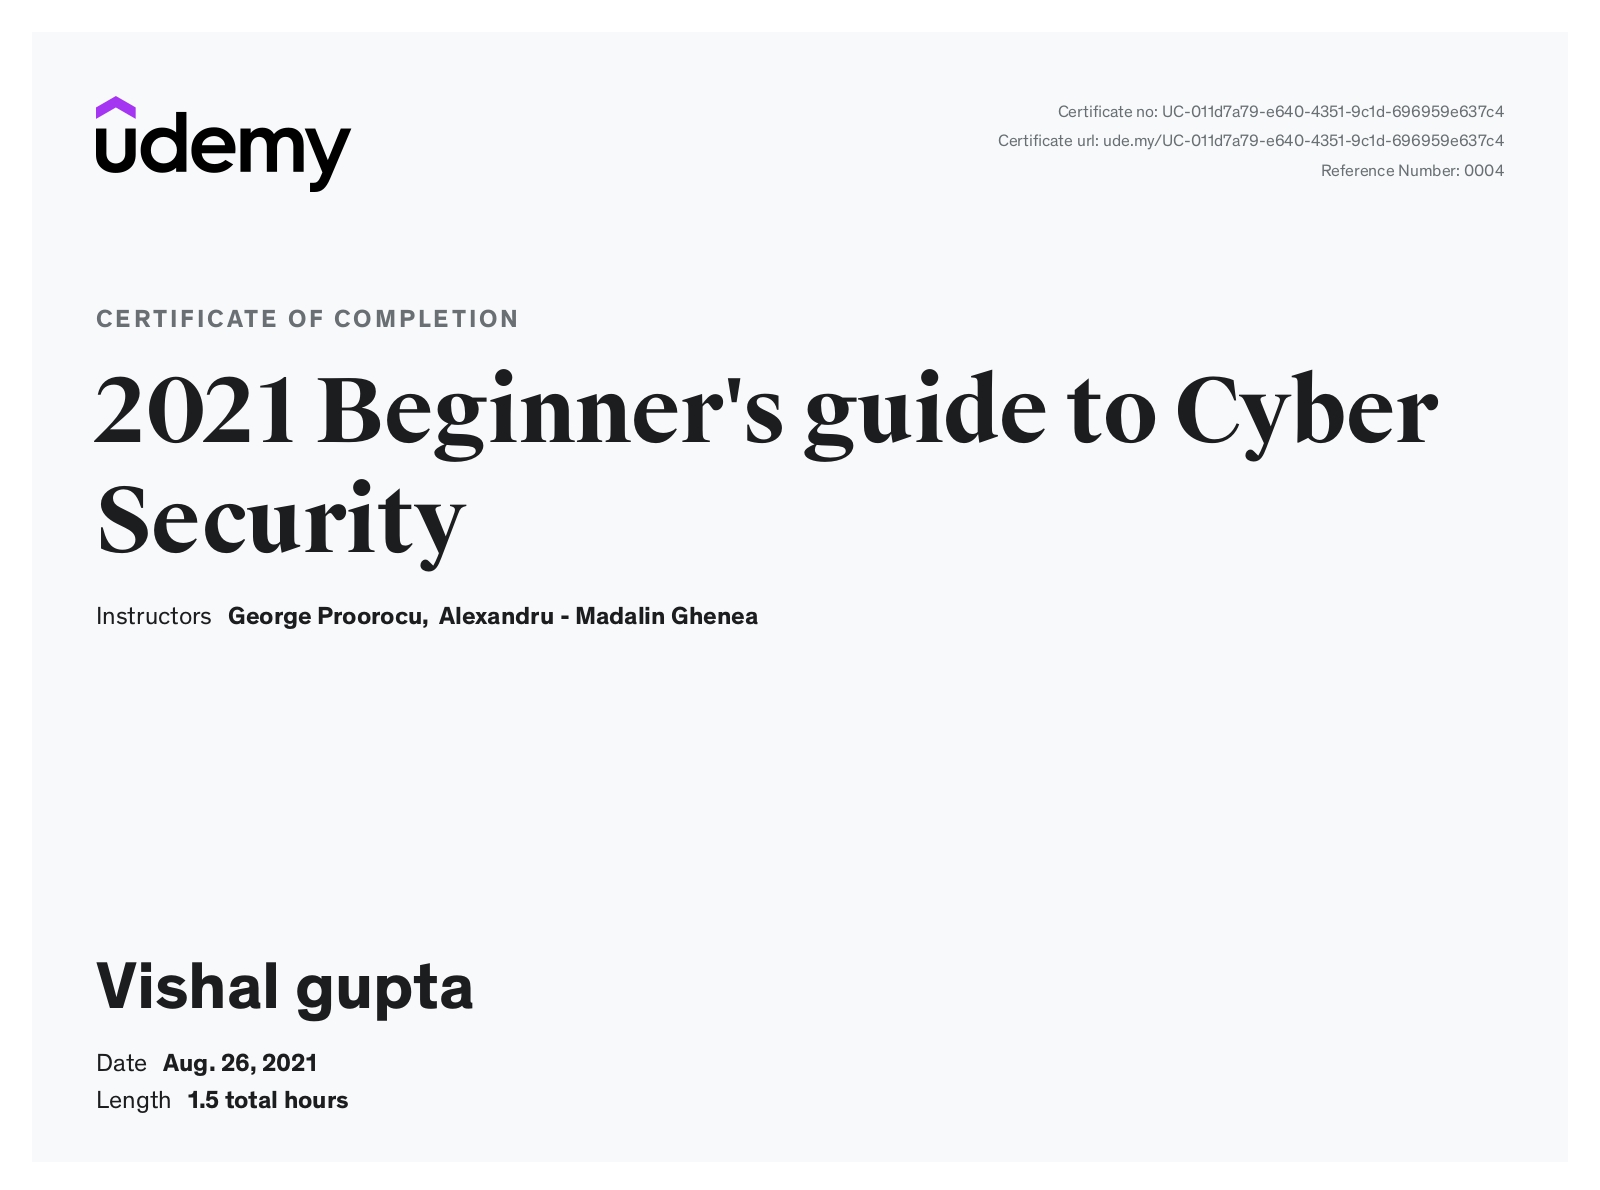 udemy
Certificate no: UC-011d7a79-e640-4351-9c1d-696959e637c4
Certificate url: ude.my/UC-011d7a79-e640-4351-9c1d-696959e637c4
Reference Number: 0004
CERTIFICATE OF COMPLETION
2021 Beginner's guide to Cyber
Security
Instructors George Proorocu, Alexandru - Madalin Ghenea
Vishal gupta
Date Aug. 26, 2021
Length 1.5 total hours